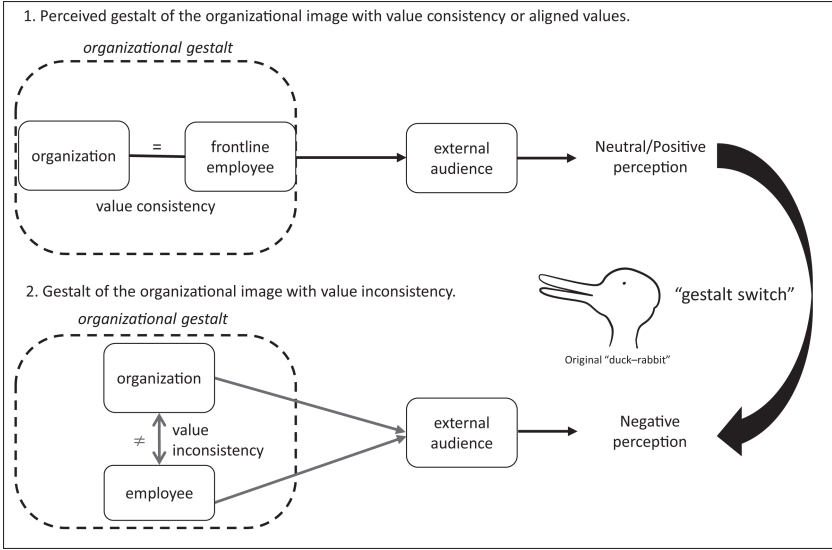 1. Perceived gestalt of the organizational image with value consistency or aligned values.
organizational gestalt
organization
=
frontline
employee
value consistency
external
audience
Neutral/Positive
perception
2. Gestalt of the organizational image with value inconsistency.
organizational gestalt
organization
≠
value
inconsistency
employee
external
audience
Negative
perception
“gestalt switch”
Original “duck–rabbit”